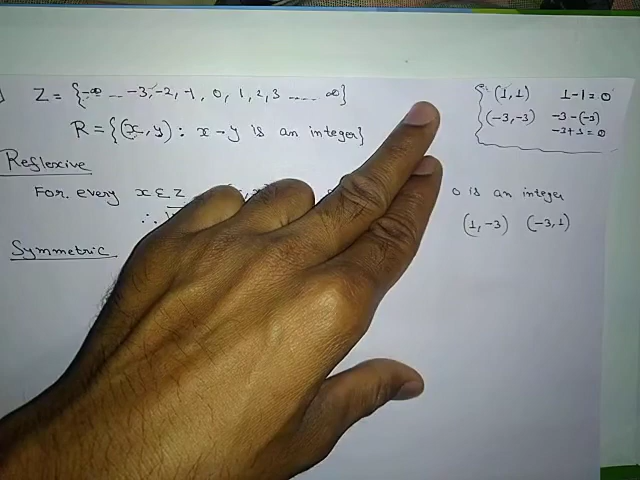 Z = {-∞ ... -3, -2, -1, 0, 1, 2, 3 .... ∞}
R = {(x, y) : x - y is an integer}
(1, 1) 1 - 1 = 0
(-3, -3) -3 - (-3)
-3 + 3 = 0
Reflexive
For every x ε Z 0 is an integer
∴
(1, -3) (-3, 1)
Symmetric